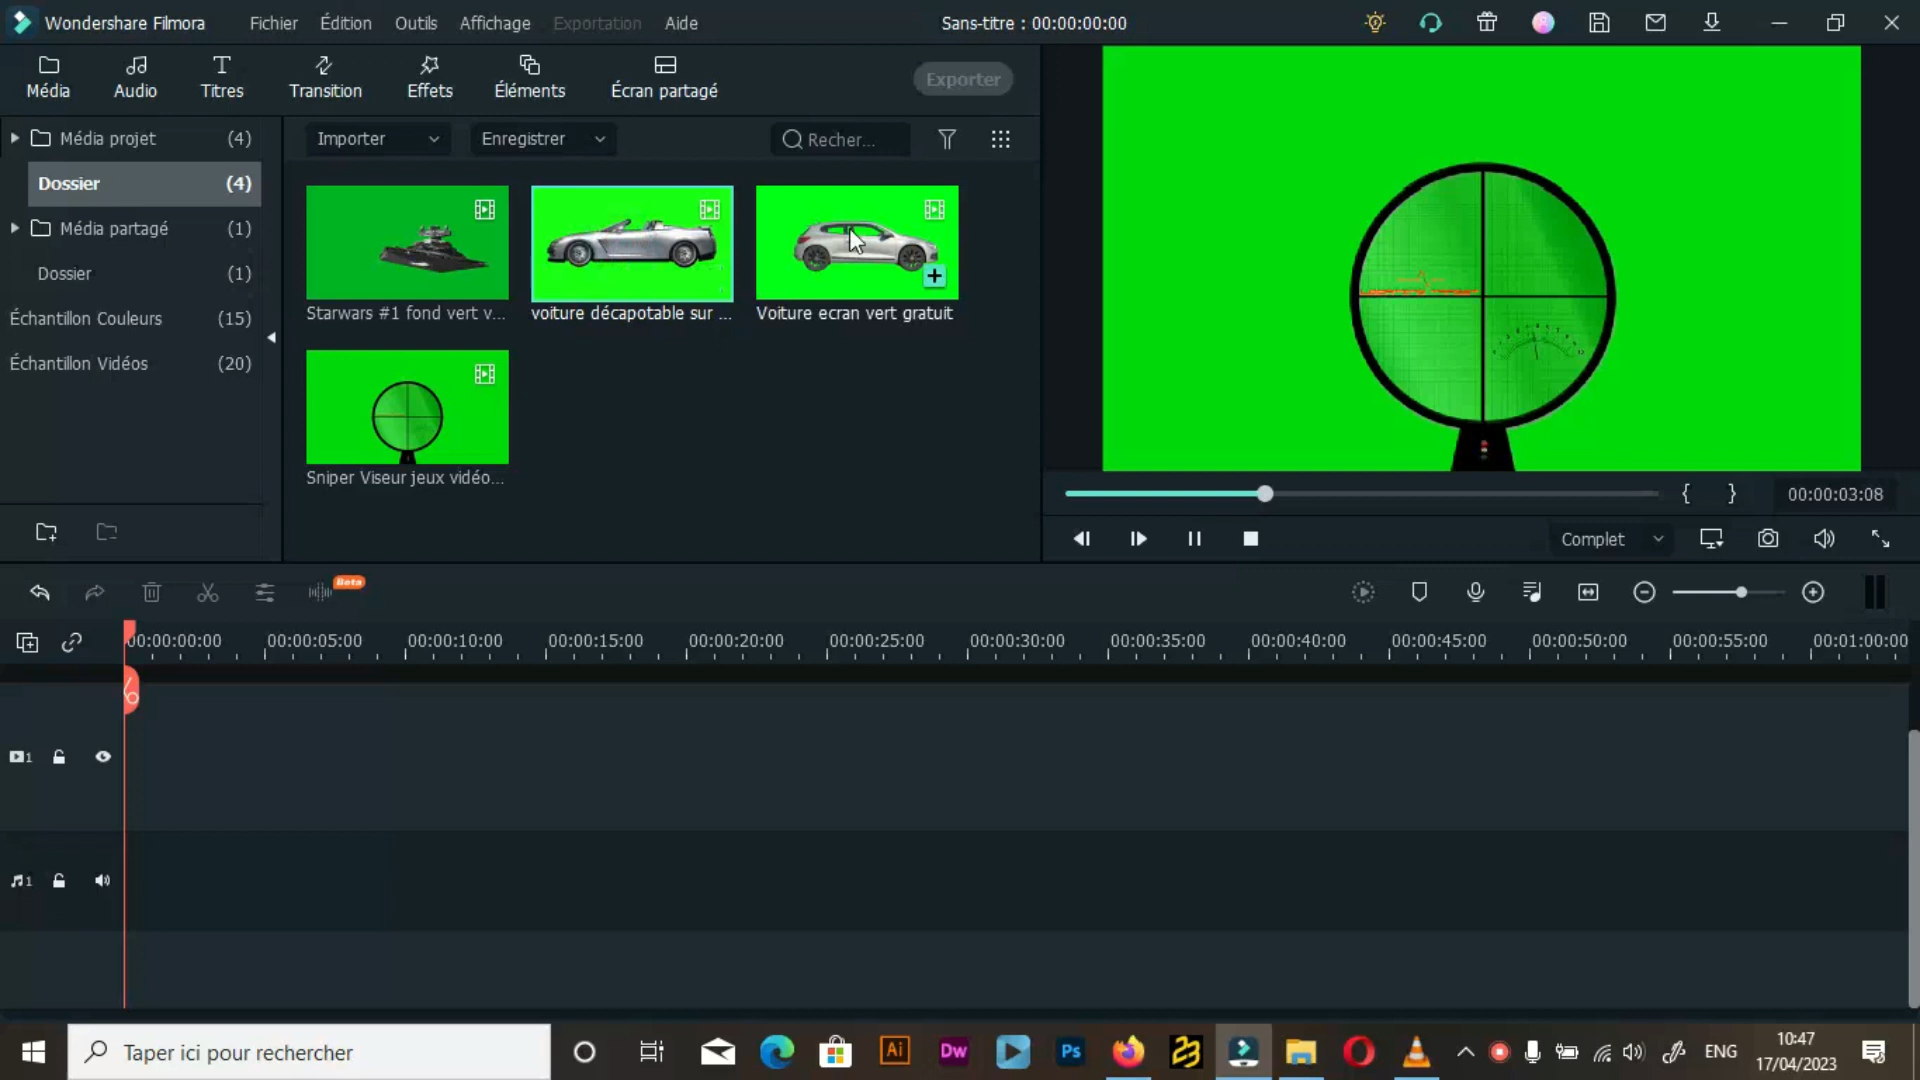 Wondershare Filmora Fichier Édition Outils Affichage Exportation Aide Sans-titre : 00:00:00:00
Média Audio Titres Transition Effets Éléments Écran partagé Exporter
Média projet (4)
Dossier (4)
Média partagé (1)
Dossier (1)
Échantillon Couleurs (15)
Échantillon Vidéos (20)
Importer Enregistrer Recher...
Starwars #1 fond vert v... voiture décapotable sur ... Voiture ecran vert gratuit
Sniper Viseur jeux vidéo...
{ } 00:00:03:08
Complet
Beta
00:00:00:00 00:00:05:00 00:00:10:00 00:00:15:00 00:00:20:00 00:00:25:00 00:00:30:00 00:00:35:00 00:00:40:00 00:00:45:00 00:00:50:00 00:00:55:00 00:01:00:00
1
1
Taper ici pour rechercher Ai Dw Ps ENG 10:47
17/04/2023